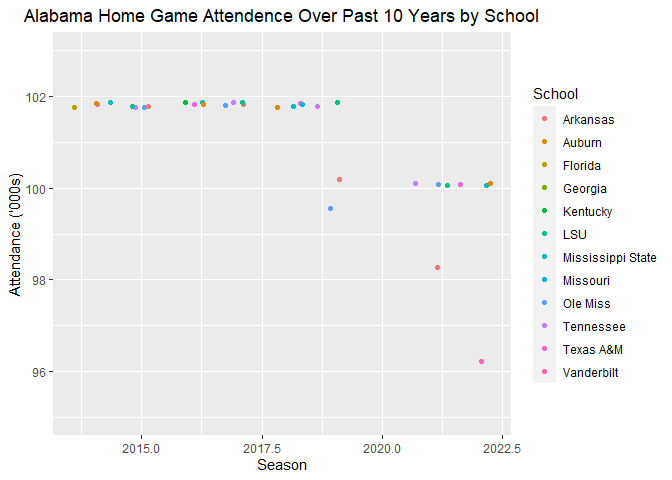 Alabama Home Game Attendence Over Past 10 Years by School
102
100
98
96
Attendance ('000s)
2015.0
2017.5
2020.0
2022.5
Season
School
Arkansas
Auburn
Florida
Georgia
Kentucky
LSU
Mississippi State
Missouri
Ole Miss
Tennessee
Texas A&M
Vanderbilt